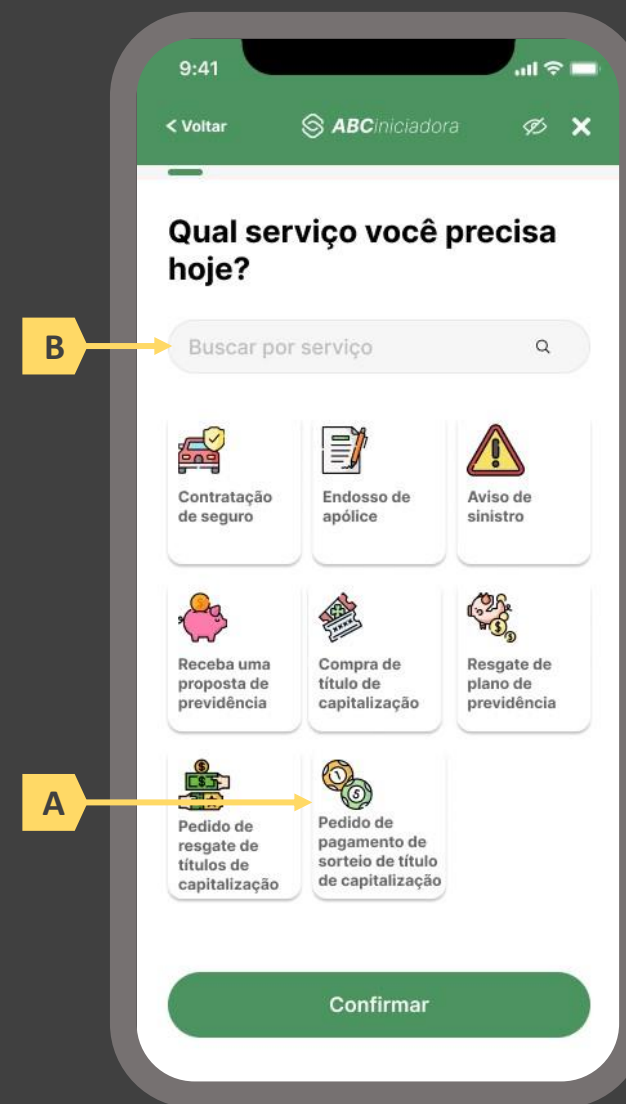 9:41
< Voltar
ABCiniciadora
Qual serviço você precisa
hoje?
B
Buscar por serviço
Contratação
de seguro
Endosso de
apólice
Aviso de
sinistro
Receba uma
proposta de
previdência
Compra de
título de
capitalização
Resgate de
plano de
previdência
A
Pedido de
resgate de
títulos de
capitalização
1
5
Pedido de
pagamento de
sorteio de título
de capitalização
Confirmar